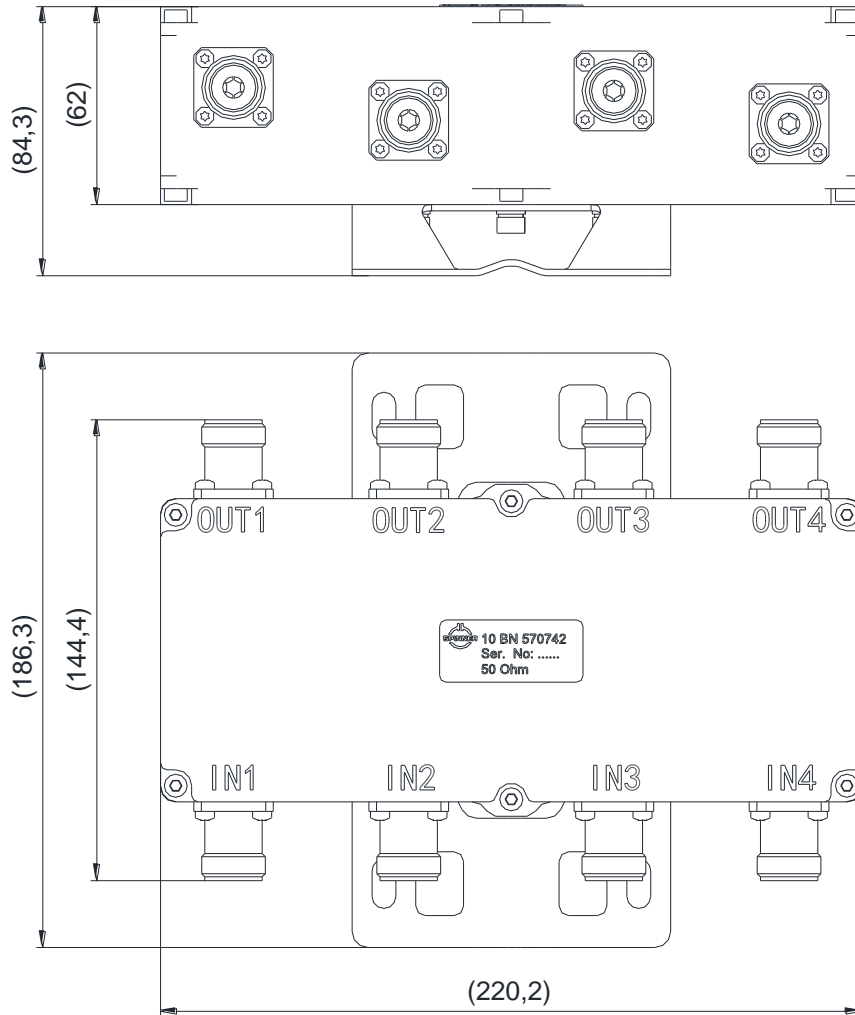 (84,3)
(62)
OUT1 OUT2 OUT3 OUT4
(186,3)
(144,4)
SPINNER
10 BN 570742
Ser. No: ......
50 Ohm
IN1 IN2 IN3 IN4
(220,2)